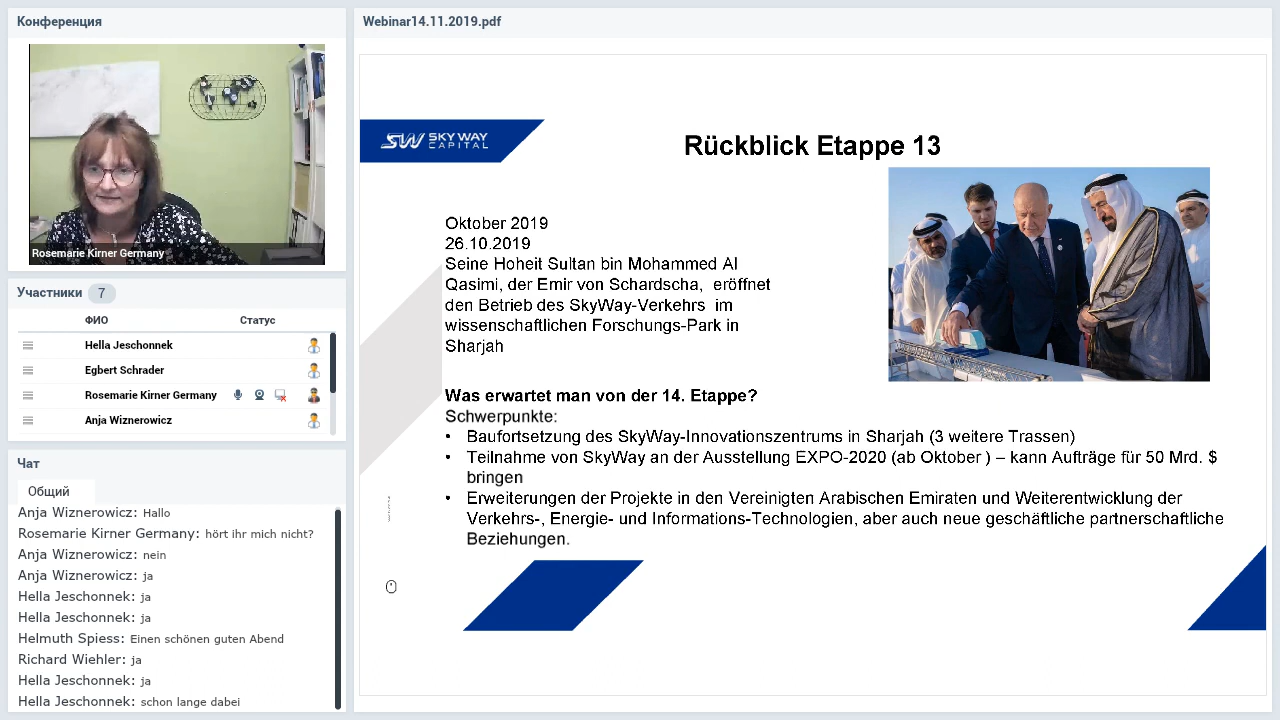 Конференция
Rosemarie Kirner Germany
Участники 7
ФИО Статус
Hella Jeschonnek
Egbert Schrader
Rosemarie Kirner Germany
Anja Wiznerowicz
Чат
Общий
Anja Wiznerowicz: Hallo
Rosemarie Kirner Germany: hört ihr mich nicht?
Anja Wiznerowicz: nein
Anja Wiznerowicz: ja
Hella Jeschonnek: ja
Hella Jeschonnek: ja
Helmuth Spiess: Einen schönen guten Abend
Richard Wiehler: ja
Hella Jeschonnek: ja
Hella Jeschonnek: schon lange dabei
Webinar14.11.2019.pdf
SW SKY WAY
CAPITAL
Rückblick Etappe 13
Oktober 2019
26.10.2019
Seine Hoheit Sultan bin Mohammed Al
Qasimi, der Emir von Schardscha, eröffnet
den Betrieb des SkyWay-Verkehrs im
wissenschaftlichen Forschungs-Park in
Sharjah
Was erwartet man von der 14. Etappe?
Schwerpunkte:
• Baufortsetzung des SkyWay-Innovationszentrums in Sharjah (3 weitere Trassen)
• Teilnahme von SkyWay an der Ausstellung EXPO-2020 (ab Oktober ) – kann Aufträge für 50 Mrd. $
bringen
• Erweiterungen der Projekte in den Vereinigten Arabischen Emiraten und Weiterentwicklung der
Verkehrs-, Energie- und Informations-Technologien, aber auch neue geschäftliche partnerschaftliche
Beziehungen.